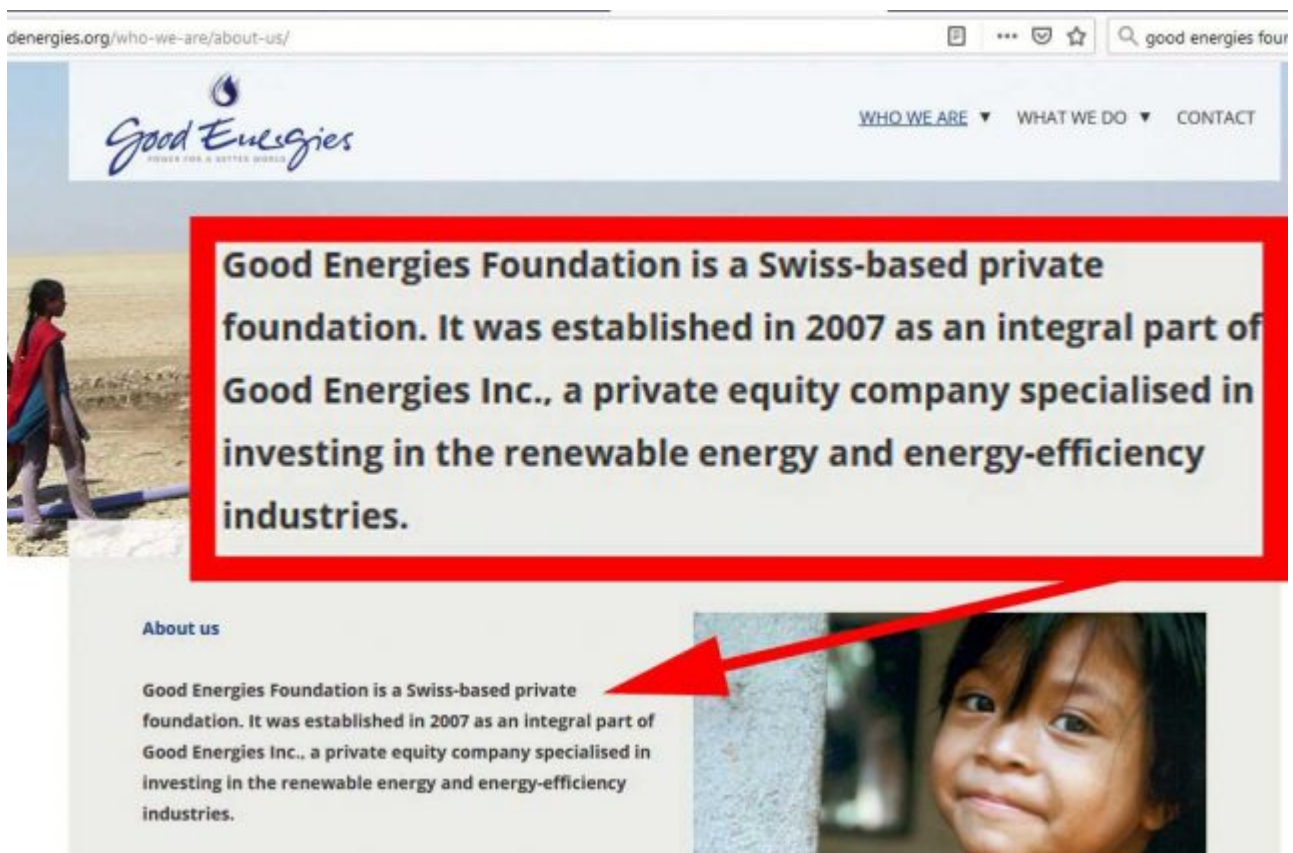 denergies.org/who-we-are/about-us/
good energies four
Good Energies
POWER FOR A BETTER WORLD
WHO WE ARE ▼ WHAT WE DO ▼ CONTACT
Good Energies Foundation is a Swiss-based private
foundation. It was established in 2007 as an integral part of
Good Energies Inc., a private equity company specialised in
investing in the renewable energy and energy-efficiency
industries.
About us
Good Energies Foundation is a Swiss-based private
foundation. It was established in 2007 as an integral part of
Good Energies Inc., a private equity company specialised in
investing in the renewable energy and energy-efficiency
industries.